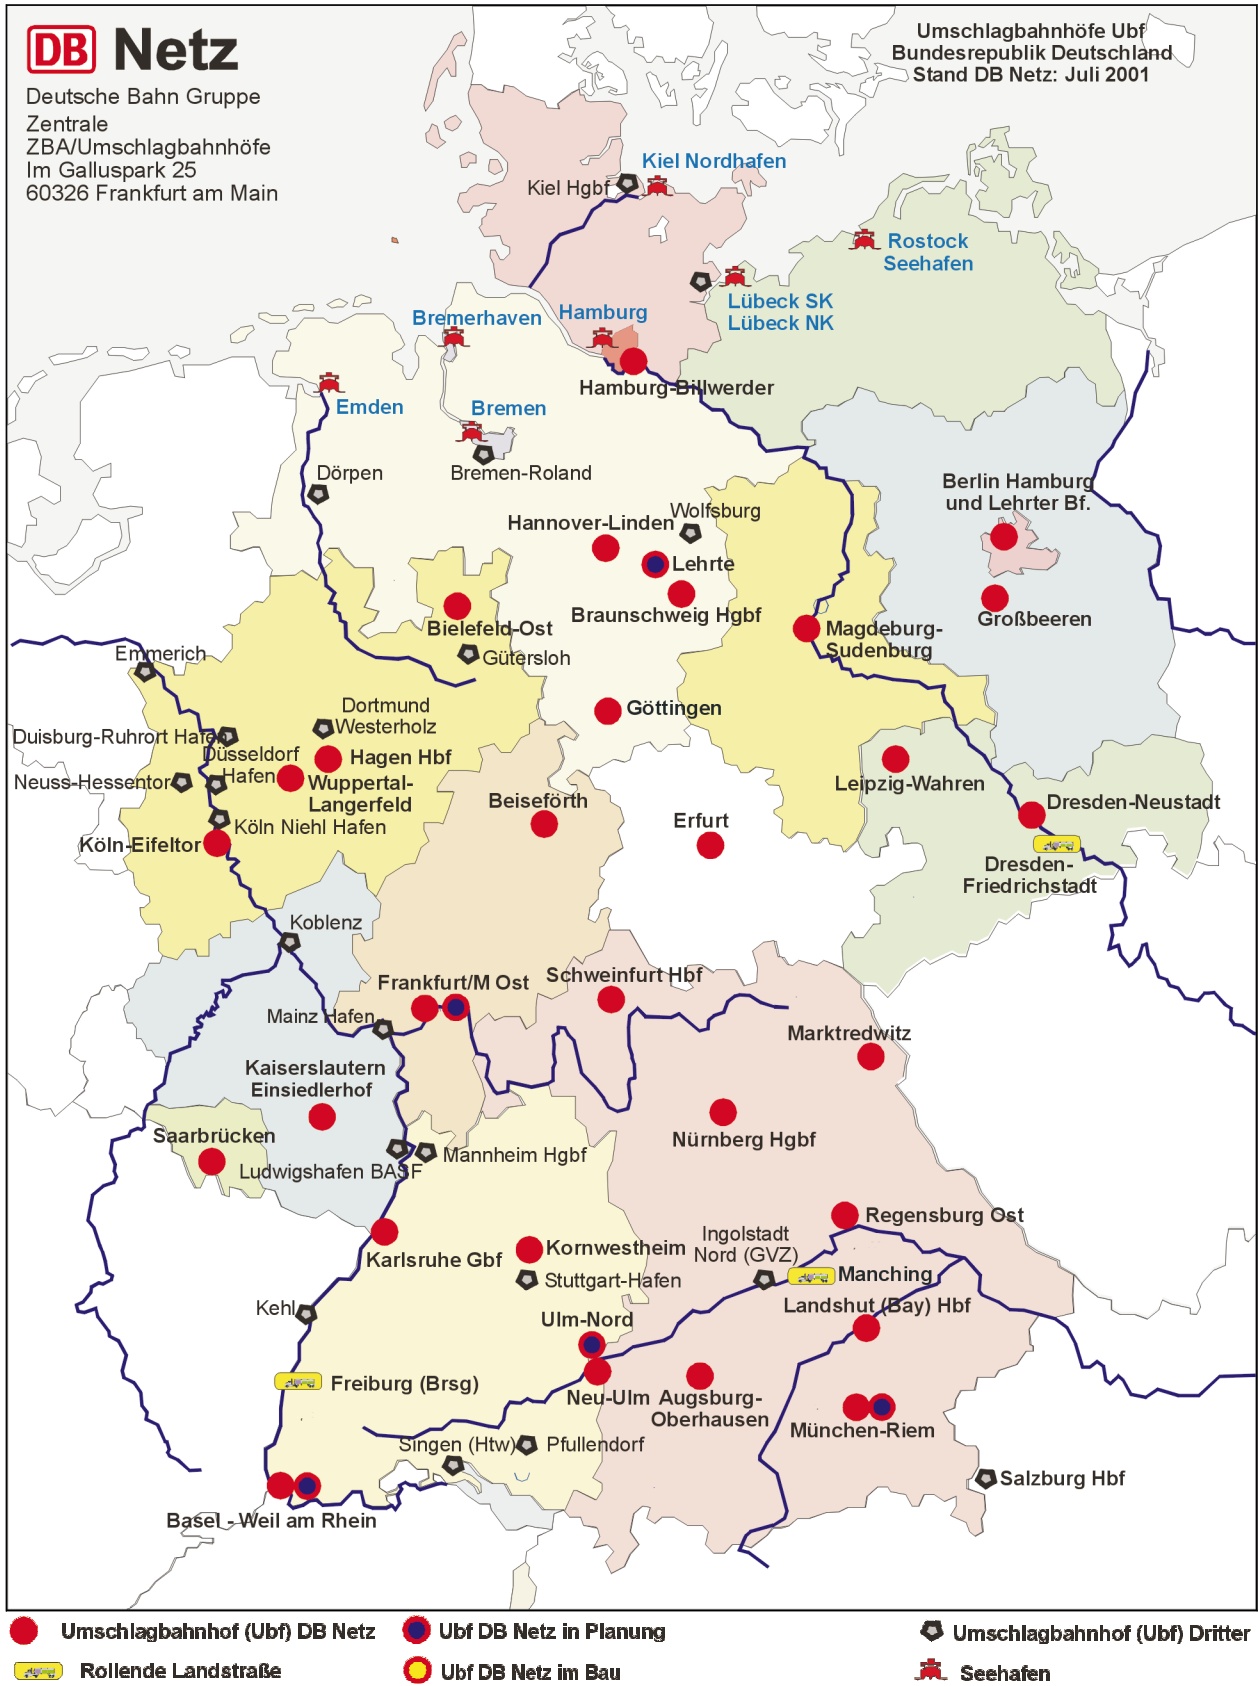 DB Netz
Deutsche Bahn Gruppe
Zentrale
ZBA/Umschlagbahnhöfe
Im Galluspark 25
60326 Frankfurt am Main
Umschlagbahnhöfe Ubf
Bundesrepublik Deutschland
Stand DB Netz: Juli 2001
Kiel Nordhafen
Kiel Hgbf
Rostock
Seehafen
Lübeck SK
Lübeck NK
Bremerhaven
Hamburg
Hamburg-Billwerder
Emden
Bremen
Bremen-Roland
Dörpen
Berlin Hamburg
und Lehrter Bf.
Hannover-Linden
Wolfsburg
Lehrte
Braunschweig Hgbf
Großbeeren
Bielefeld-Ost
Gütersloh
Magdeburg-
Sudenburg
Emmerich
Göttingen
Dortmund
Westerholz
Duisburg-Ruhrort Hafen
Düsseldorf
Hafen
Hagen Hbf
Neuss-Hessentor
Wuppertal-
Langerfeld
Leipzig-Wahren
Beiseförth
Dresden-Neustadt
Köln Niehl Hafen
Köln-Eifeltor
Erfurt
Dresden-
Friedrichstadt
Koblenz
Frankfurt/M Ost
Schweinfurt Hbf
Mainz Hafen
Marktredwitz
Kaiserslautern
Einsiedlerhof
Saarbrücken
Nürnberg Hgbf
Mannheim Hgbf
Ludwigshafen BASF
Regensburg Ost
Karlsruhe Gbf
Kornwestheim
Ingolstadt
Nord (GVZ)
Stuttgart-Hafen
Manching
Kehl
Landshut (Bay) Hbf
Ulm-Nord
Freiburg (Brsg)
Neu-Ulm
Augsburg-
Oberhausen
München-Riem
Singen (Htw)
Pfullendorf
Salzburg Hbf
Basel - Weil am Rhein
Umschlagbahnhof (Ubf) DB Netz
Ubf DB Netz in Planung
Umschlagbahnhof (Ubf) Dritter
Rollende Landstraße
Ubf DB Netz im Bau
Seehafen